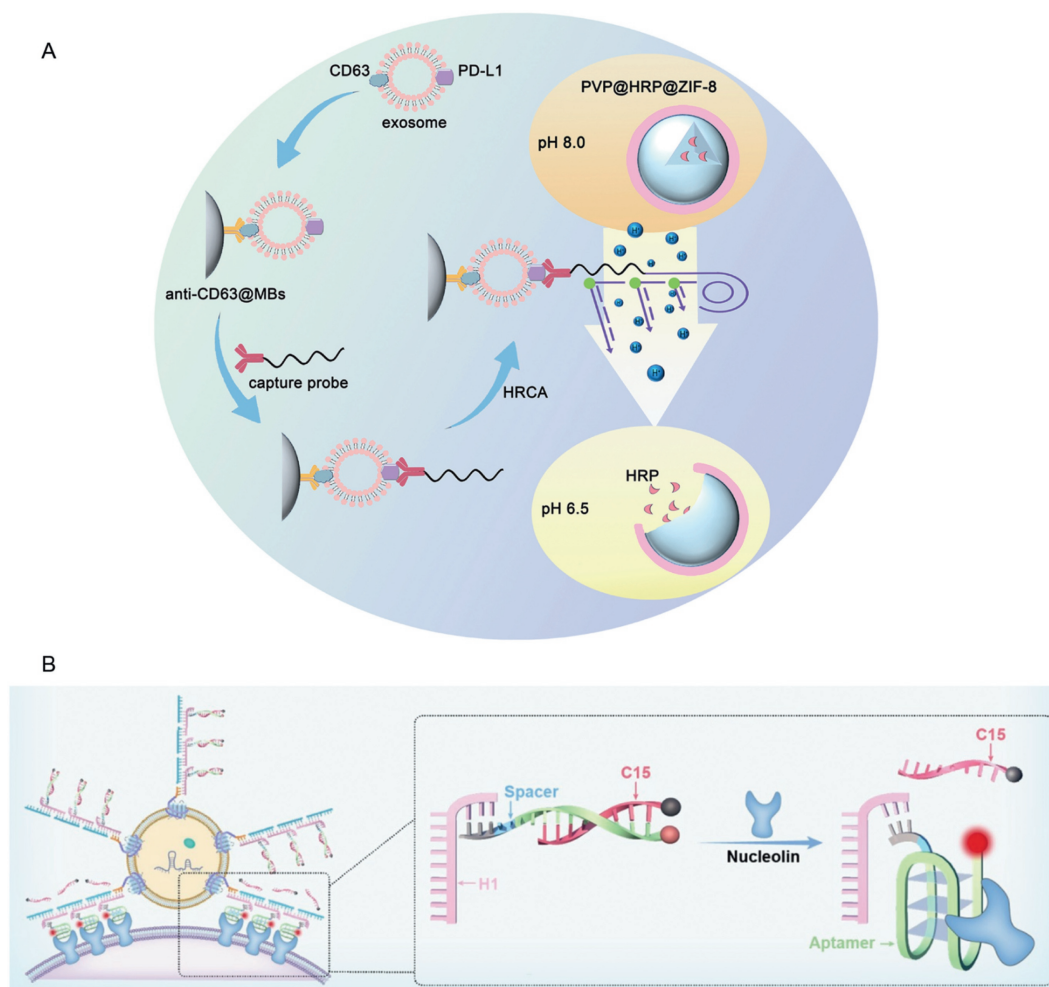 A
CD63
PD-L1
exosome
PVP@HRP@ZIF-8
pH 8.0
anti-CD63@MBs
capture probe
HRCA
HRP
pH 6.5
B
C15
Spacer
C15
Nucleolin
H1
Aptamer